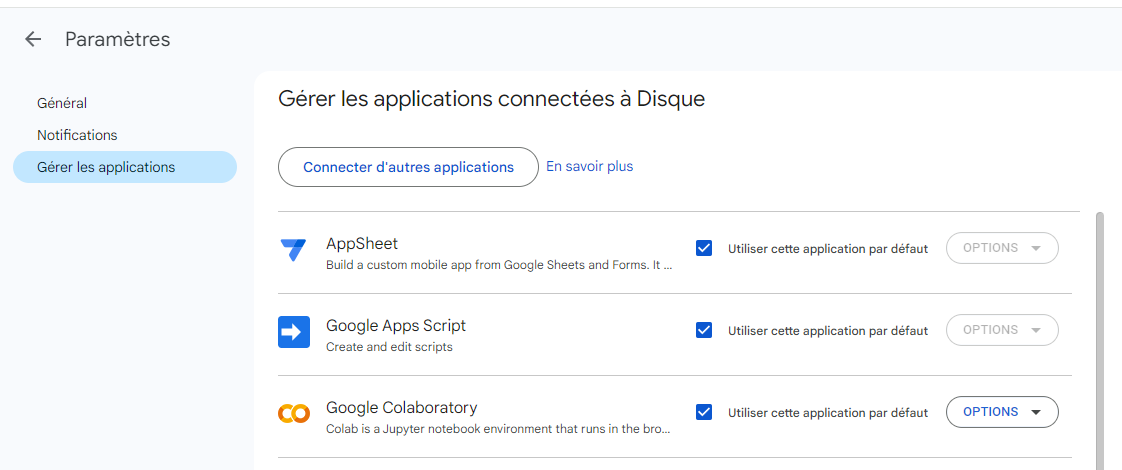 Paramètres
Général
Notifications
Gérer les applications
Gérer les applications connectées à Disque
Connecter d'autres applications En savoir plus
AppSheet
Build a custom mobile app from Google Sheets and Forms. It ...
Utiliser cette application par défaut OPTIONS
Google Apps Script
Create and edit scripts
Utiliser cette application par défaut OPTIONS
Google Colaboratory
Colab is a Jupyter notebook environment that runs in the bro...
Utiliser cette application par défaut OPTIONS